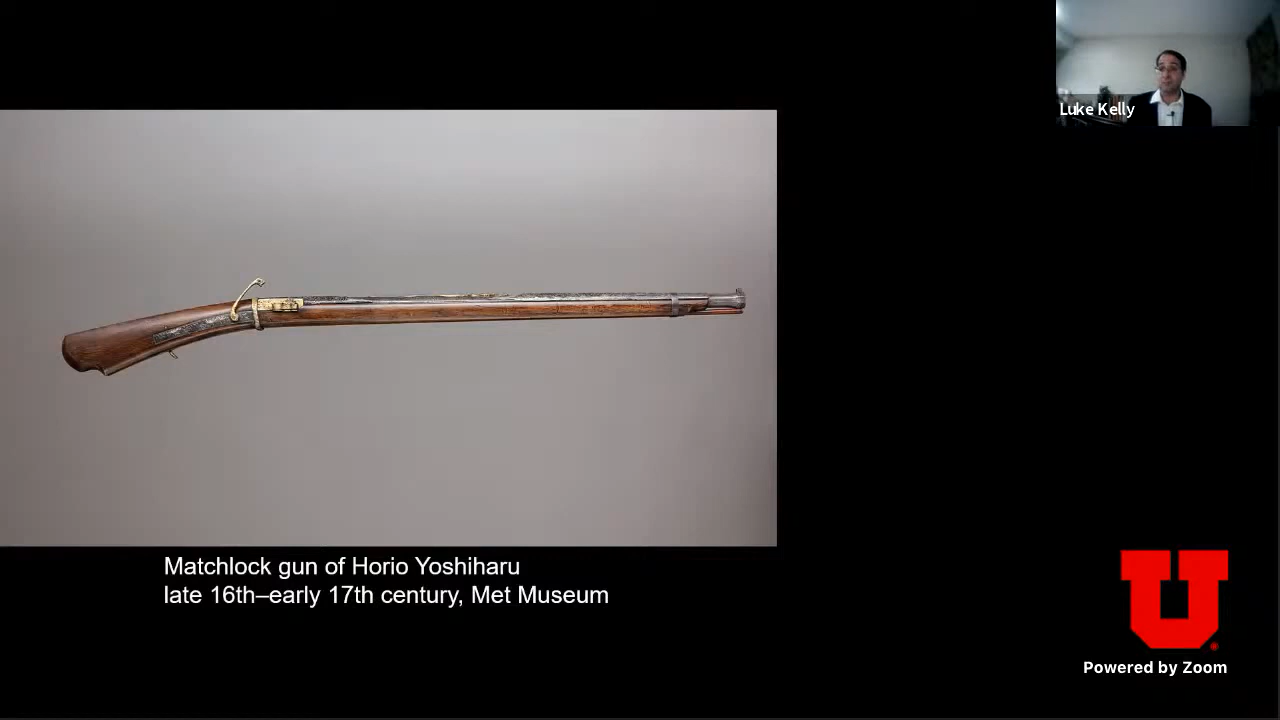 Luke Kelly
Matchlock gun of Horio Yoshiharu
late 16th–early 17th century, Met Museum
U
Powered by Zoom